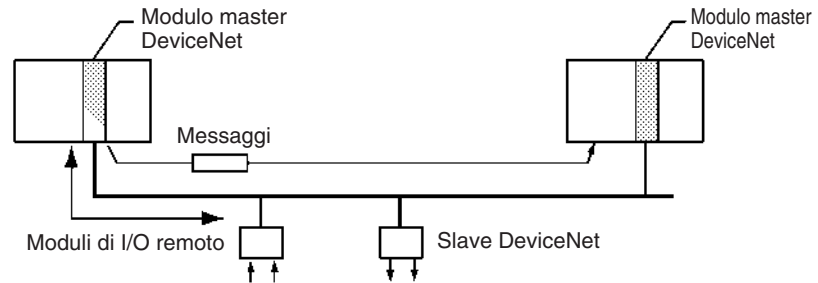 Modulo master
DeviceNet
Modulo master
DeviceNet
Messaggi
Moduli di I/O remoto
Slave DeviceNet